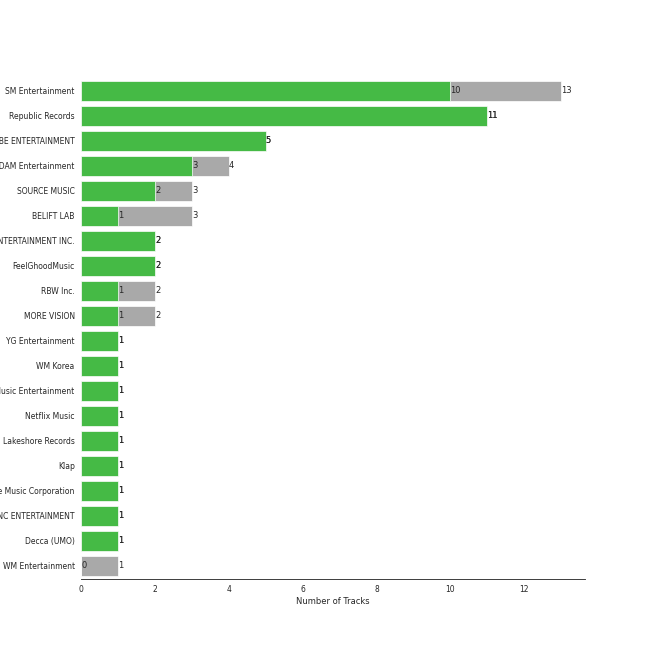 SM Entertainment 10 13
Republic Records 11
BE ENTERTAINMENT 5
DAM Entertainment 3 4
SOURCE MUSIC 2 3
BELIFT LAB 1 3
NTERTAINMENT INC. 2
FeelGhoodMusic 2
RBW Inc. 1 2
MORE VISION 1 2
YG Entertainment 1
WM Korea 1
usic Entertainment 1
Netflix Music 1
Lakeshore Records 1
Klap 1
e Music Corporation 1
NC ENTERTAINMENT 1
Decca (UMO) 1
WM Entertainment 0 1
0 2 4 6 8 10 12
Number of Tracks